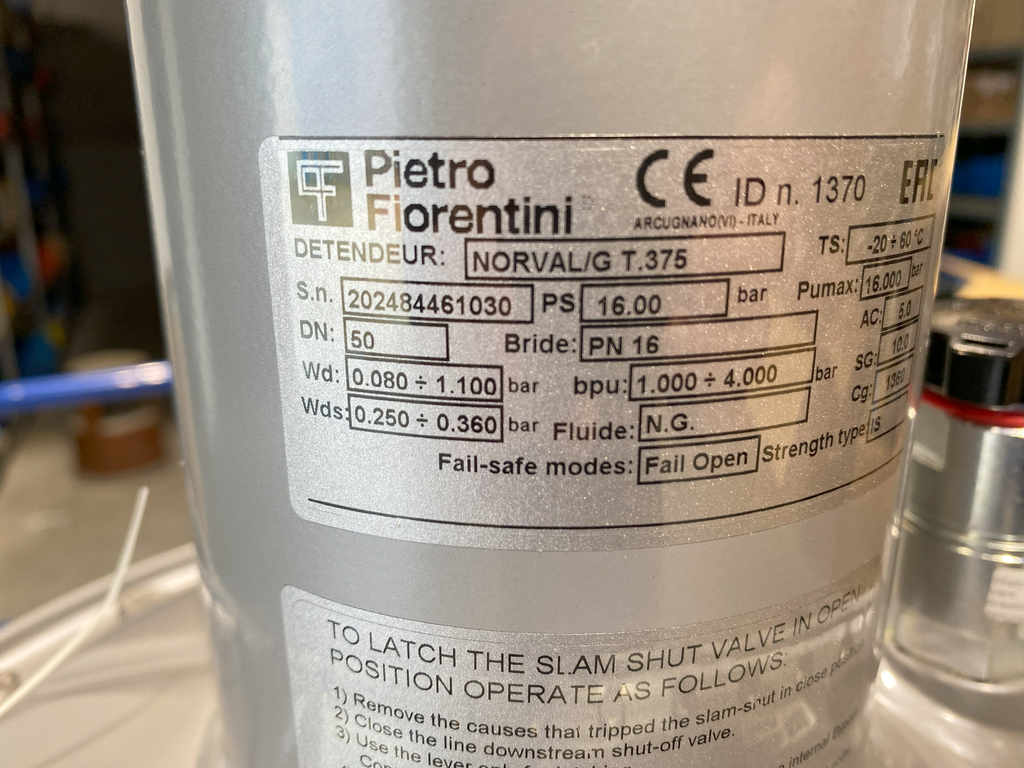 Pietro
Fiorentini
CE ID n. 1370
EAC
ARCUGNANO(VI) - ITALY
DETENDEUR: NORVAL/G T.375 TS: -20 ÷ 60 °C
S.n. 202484461030 PS 16.00 bar Pumax: 16.000 bar
DN: 50 Bride: PN 16 AC: 5.0
Wd: 0.080 ÷ 1.100 bar bpu: 1.000 ÷ 4.000 bar SG: 10.0
Wds: 0.250 ÷ 0.360 bar Fluide: N.G. Cg: 1360
Fail-safe modes: Fail Open Strength type IS
TO LATCH THE SLAM SHUT VALVE IN OPEN
POSITION OPERATE AS FOLLOWS:
1) Remove the causes that tripped the slam-shut in close position
2) Close the line downstream shut-off valve.
3) Use the lever only for
internal